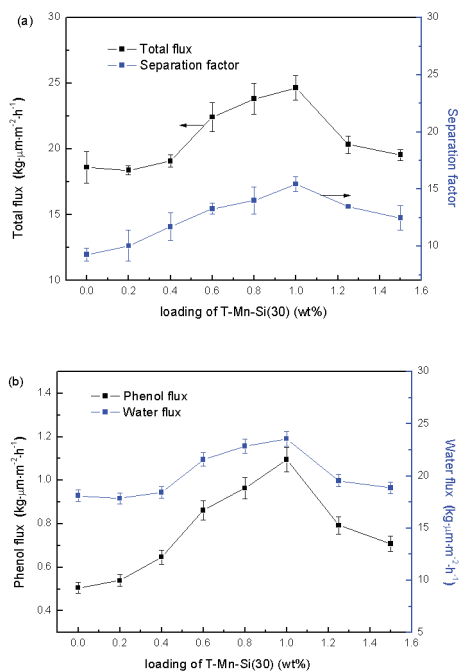 (a)
Total flux
Separation factor
Total flux (kg·μm·m-2·h-1)
30
25
20
15
10
30
25
20
15
10
Separation factor
0.0 0.2 0.4 0.6 0.8 1.0 1.2 1.4 1.6
loading of T-Mn-Si(30) (wt%)
(b)
Phenol flux
Water flux
Phenol flux (kg·μm·m-2·h-1)
1.4
1.2
1.0
0.8
0.6
0.4
30
25
20
15
10
5
Water flux (kg·μm·m-2·h-1)
0.0 0.2 0.4 0.6 0.8 1.0 1.2 1.4 1.6
loading of T-Mn-Si(30) (wt%)